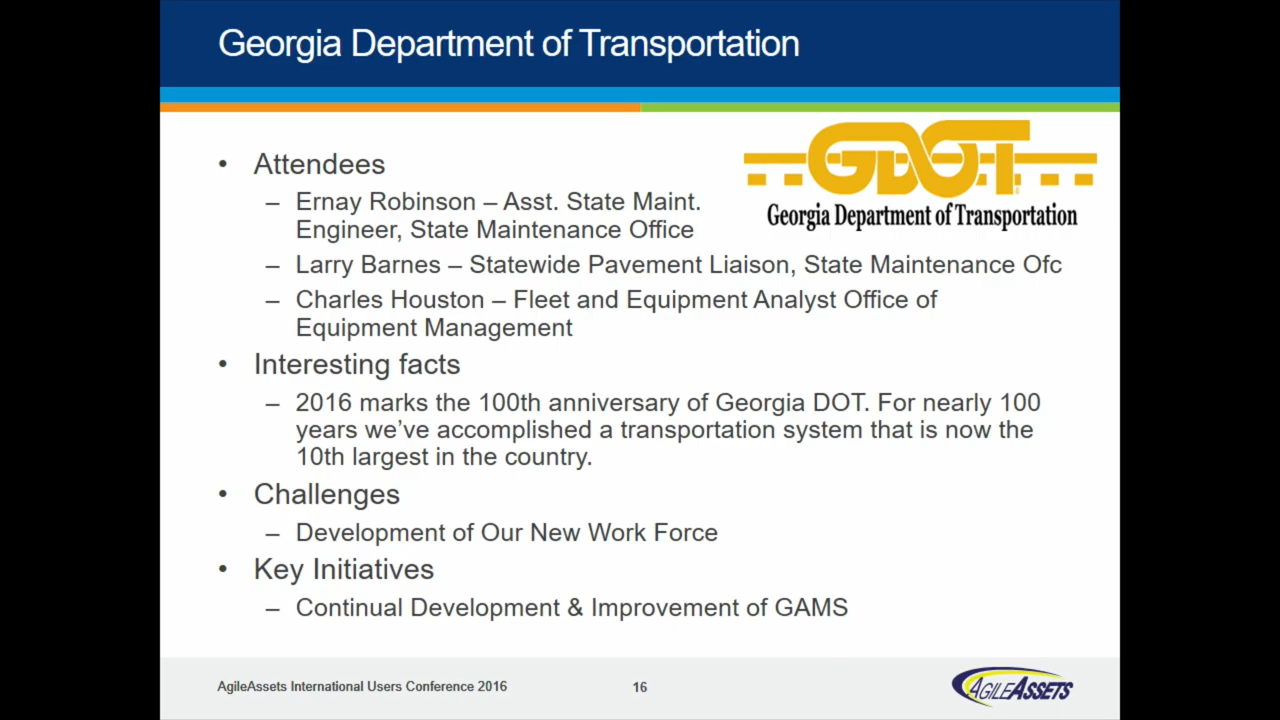 Georgia Department of Transportation
GDOT
Georgia Department of Transportation
• Attendees
– Ernay Robinson – Asst. State Maint.
Engineer, State Maintenance Office
– Larry Barnes – Statewide Pavement Liaison, State Maintenance Ofc
– Charles Houston – Fleet and Equipment Analyst Office of
Equipment Management
• Interesting facts
– 2016 marks the 100th anniversary of Georgia DOT. For nearly 100
years we’ve accomplished a transportation system that is now the
10th largest in the country.
• Challenges
– Development of Our New Work Force
• Key Initiatives
– Continual Development & Improvement of GAMS
AgileAssets International Users Conference 2016
16
AGILEASSETS